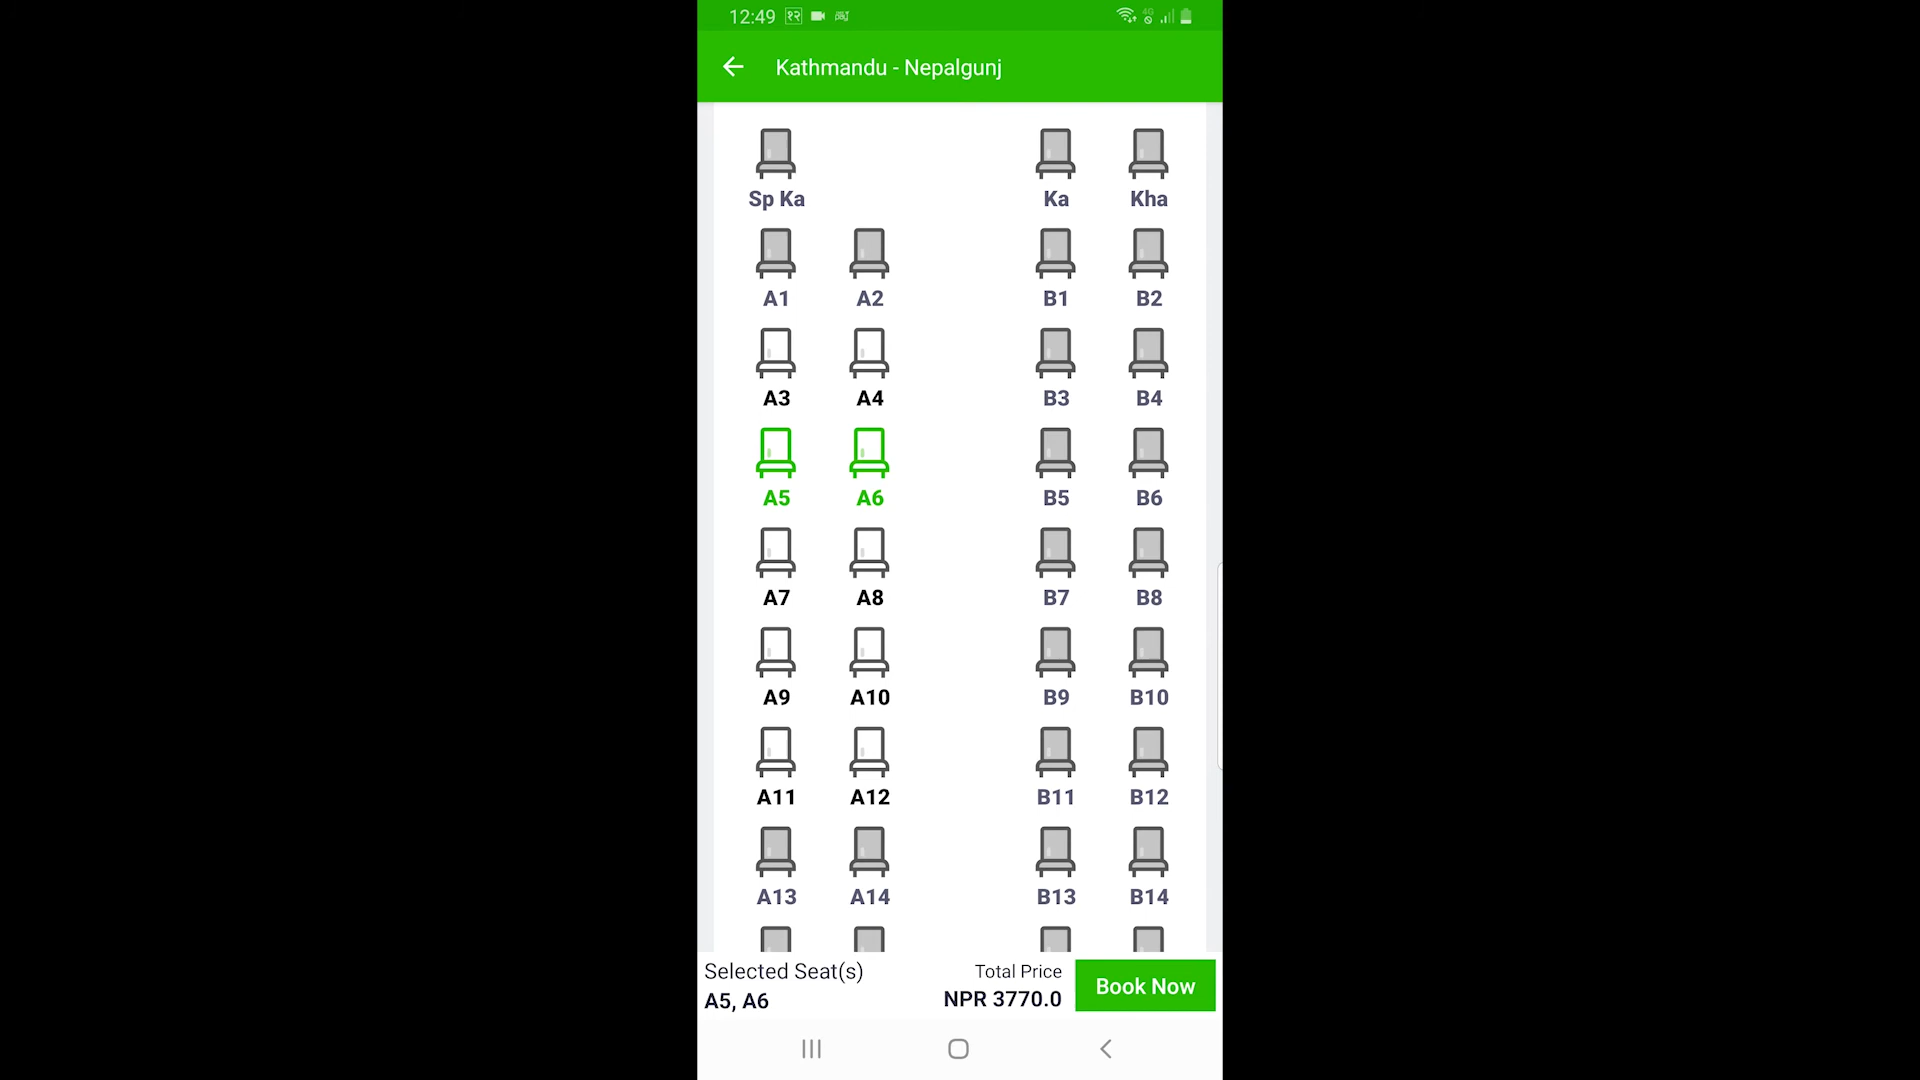 12:49 १२ 4G
Kathmandu - Nepalgunj
Sp Ka Ka Kha
A1 A2 B1 B2
A3 A4 B3 B4
A5 A6 B5 B6
A7 A8 B7 B8
A9 A10 B9 B10
A11 A12 B11 B12
A13 A14 B13 B14
Selected Seat(s) Total Price Book Now
A5, A6 NPR 3770.0